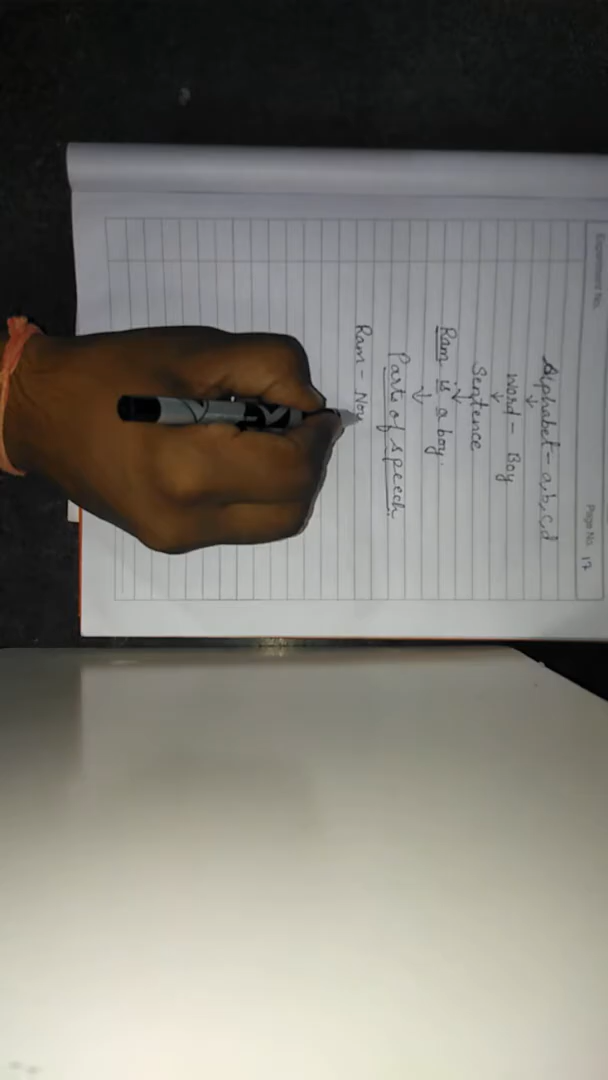 Experiment No.
Page No. 17
Alphabet - a,b,c,d
↓
word - Boy
↓
Sentence
↓
Ram is a boy.
↓
Parts of speech
Ram - Nou